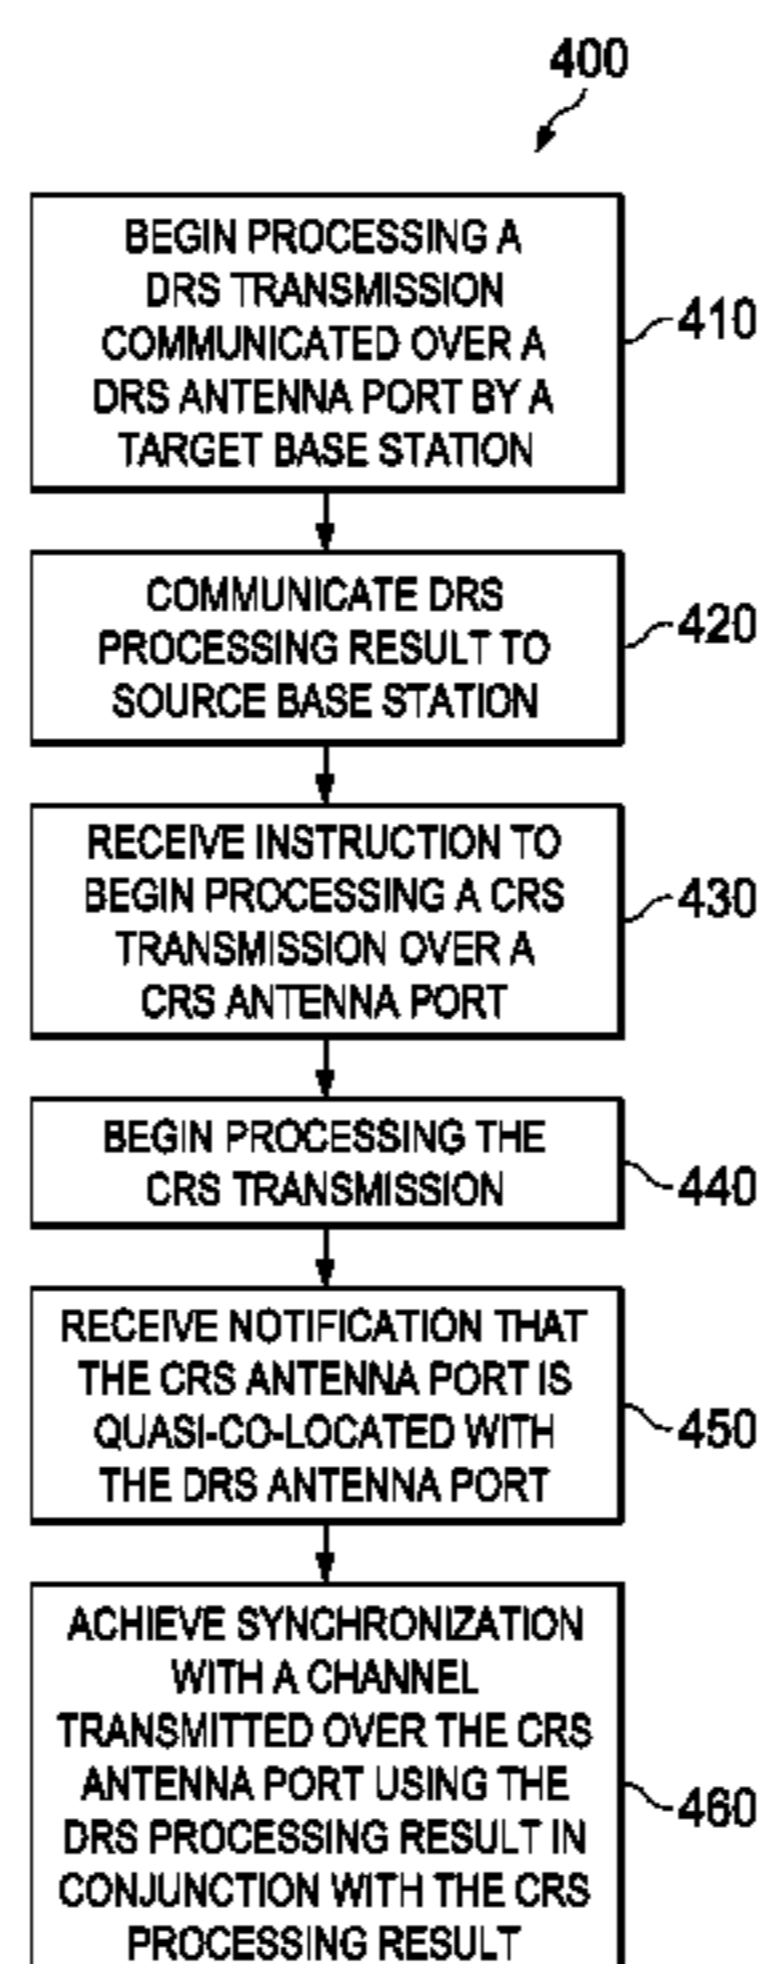 400
BEGIN PROCESSING A
DRS TRANSMISSION
COMMUNICATED OVER A
DRS ANTENNA PORT BY A
TARGET BASE STATION
410
COMMUNICATE DRS
PROCESSING RESULT TO
SOURCE BASE STATION
420
RECEIVE INSTRUCTION TO
BEGIN PROCESSING A CRS
TRANSMISSION OVER A
CRS ANTENNA PORT
430
BEGIN PROCESSING THE
CRS TRANSMISSION
440
RECEIVE NOTIFICATION THAT
THE CRS ANTENNA PORT IS
QUASI-CO-LOCATED WITH
THE DRS ANTENNA PORT
450
ACHIEVE SYNCHRONIZATION
WITH A CHANNEL
TRANSMITTED OVER THE CRS
ANTENNA PORT USING THE
DRS PROCESSING RESULT IN
CONJUNCTION WITH THE CRS
PROCESSING RESULT
460